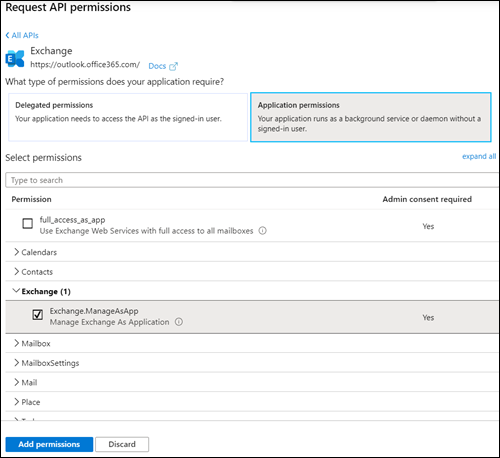 Request API permissions
All APIs
Exchange
https://outlook.office365.com/ Docs
What type of permissions does your application require?
Delegated permissions
Your application needs to access the API as the signed-in user.
Application permissions
Your application runs as a background service or daemon without a
signed-in user.
Select permissions
expand all
Type to search
Permission Admin consent required
full_access_as_app
Use Exchange Web Services with full access to all mailboxes
Yes
Calendars
Contacts
Exchange (1)
Exchange.ManageAsApp
Manage Exchange As Application
Yes
Mailbox
MailboxSettings
Mail
Place
Add permissions Discard